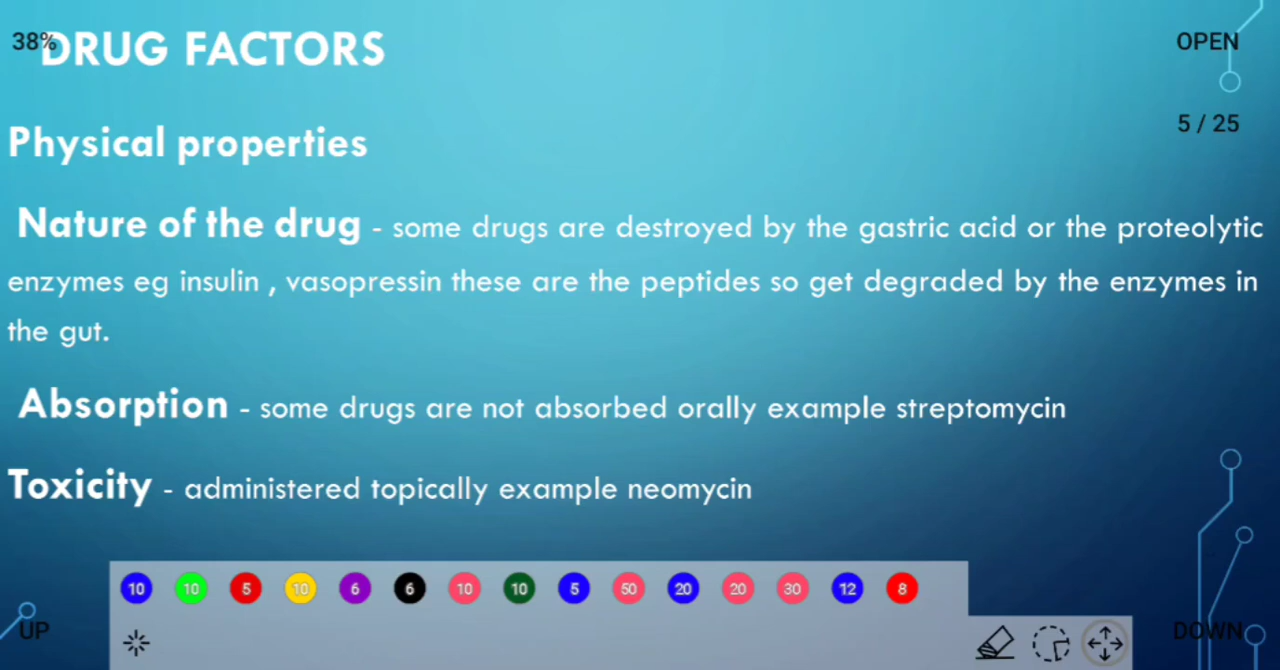 38%
DRUG FACTORS
OPEN
5 / 25
Physical properties
Nature of the drug - some drugs are destroyed by the gastric acid or the proteolytic
enzymes eg insulin , vasopressin these are the peptides so get degraded by the enzymes in
the gut.
Absorption - some drugs are not absorbed orally example streptomycin
Toxicity - administered topically example neomycin
10 10 5 10 6 6 10 10 5 50 20 20 30 12 8
UP
DOWN